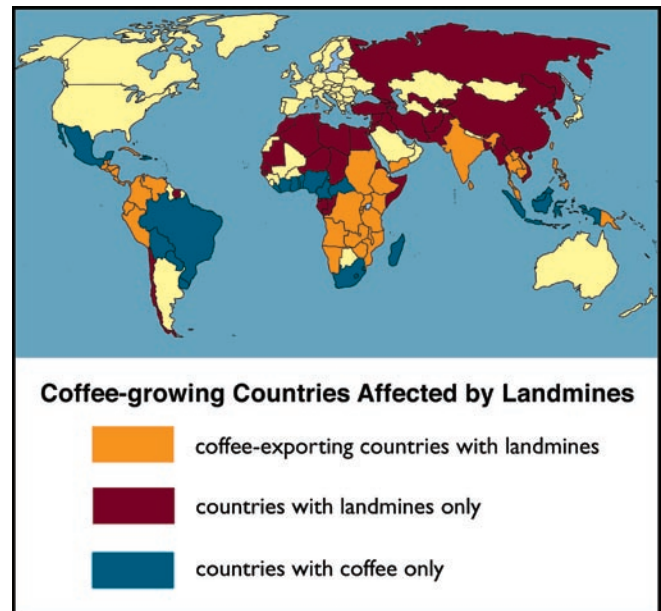 Coffee-growing Countries Affected by Landmines
coffee-exporting countries with landmines
countries with landmines only
countries with coffee only